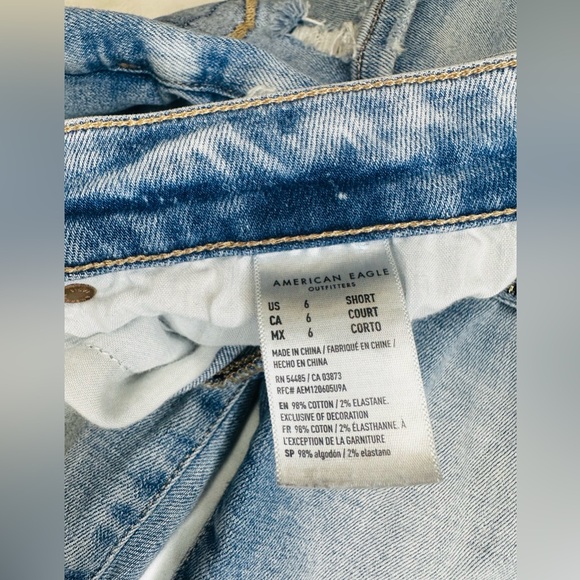 AMERICAN EAGLE
OUTFITTERS
US 6 SHORT
CA 6 COURT
MX 6 CORTO
MADE IN CHINA / FABRIQUÉ EN CHINE /
HECHO EN CHINA
RN 54485 / CA 03873
RFC# AEM120605U9A
EN 98% COTTON / 2% ELASTANE.
EXCLUSIVE OF DECORATION
FR 98% COTON / 2% ÉLASTHANNE. À
L'EXCEPTION DE LA GARNITURE
SP 98% algodón / 2% elastano